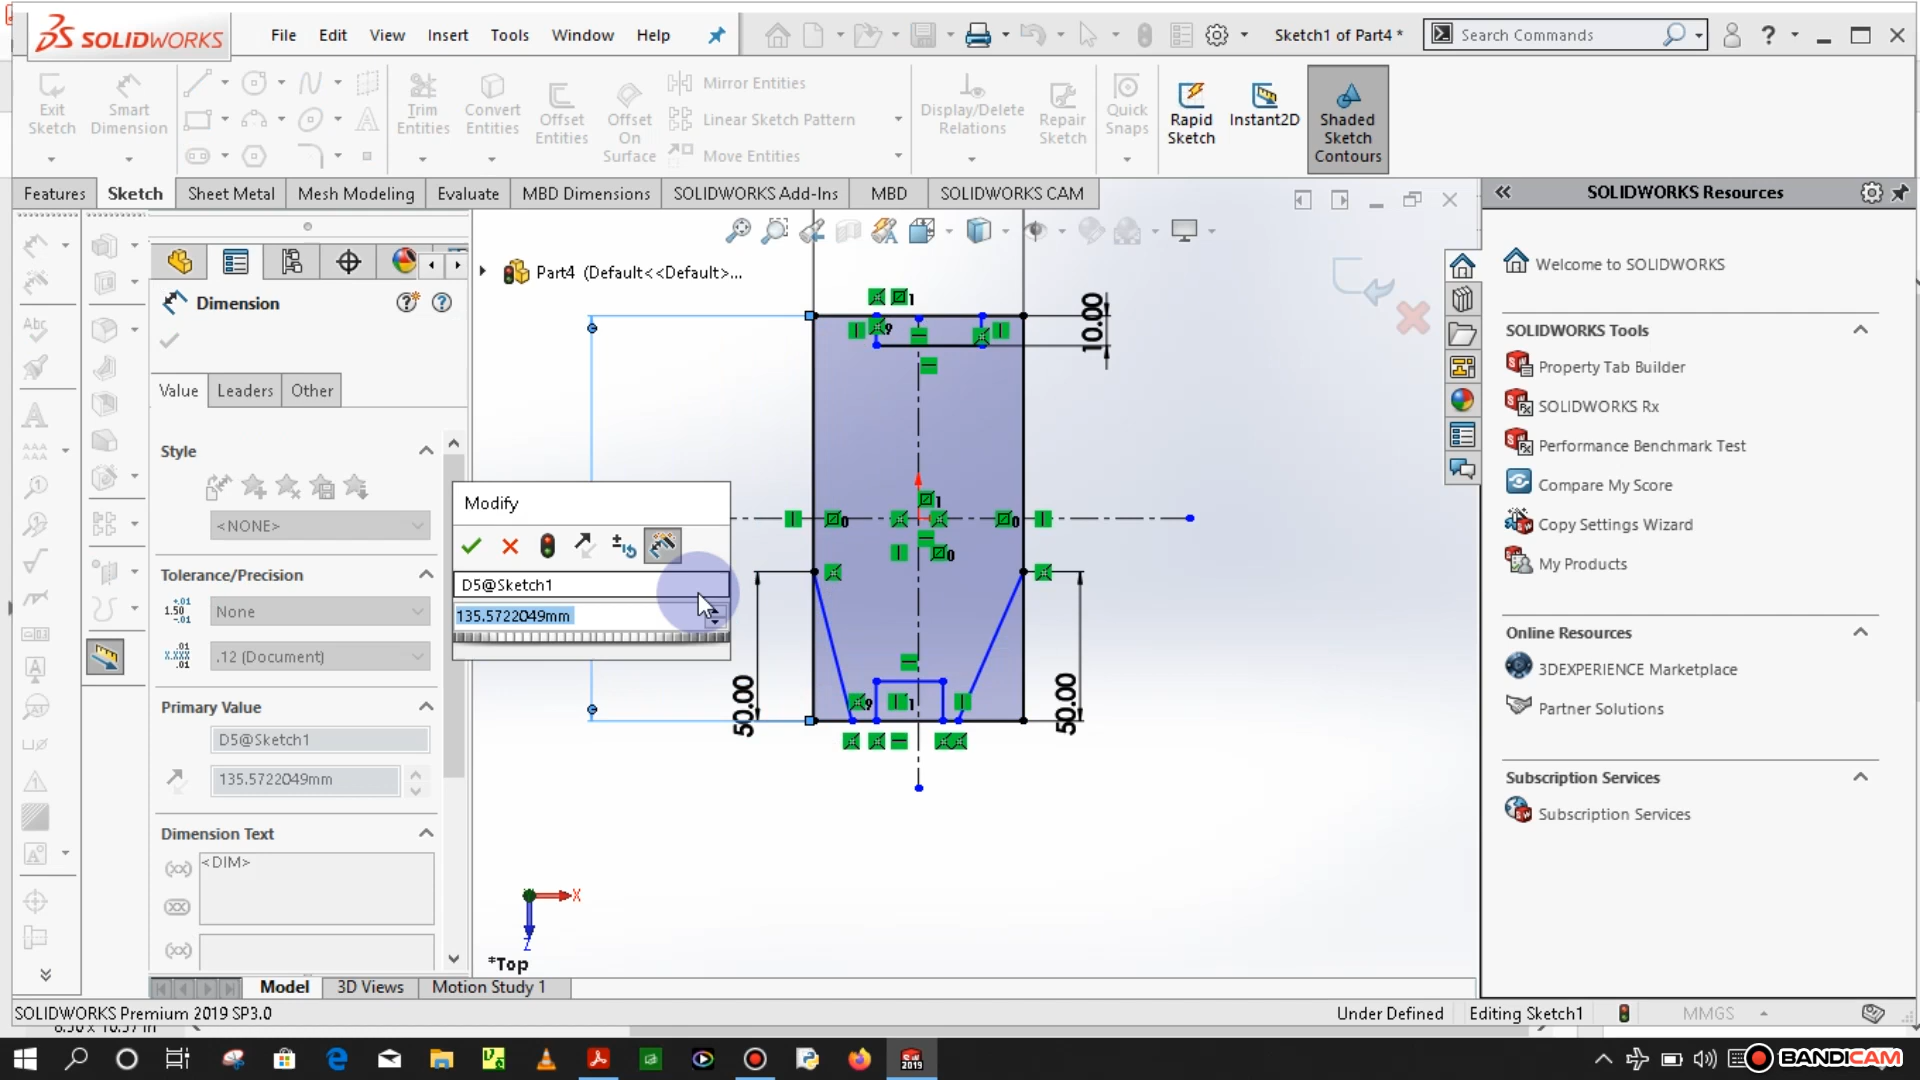 SOLIDWORKS
File Edit View Insert Tools Window Help
Sketch1 of Part4 *
Search Commands
Exit Sketch
Smart Dimension
Trim Entities
Convert Entities
Offset Entities
Offset On Surface
Mirror Entities
Linear Sketch Pattern
Move Entities
Display/Delete Relations
Repair Sketch
Quick Snaps
Rapid Sketch
Instant2D
Shaded Sketch Contours
Features Sketch Sheet Metal Mesh Modeling Evaluate MBD Dimensions SOLIDWORKS Add-Ins MBD SOLIDWORKS CAM
SOLIDWORKS Resources
Part4 (Default<<Default>...
Dimension
Value Leaders Other
Style
<NONE>
Tolerance/Precision
None
.12 (Document)
Primary Value
D5@Sketch1
135.5722049mm
Dimension Text
<DIM>
Modify
D5@Sketch1
135.5722049mm
10.00
50.00
50.00
X
Z
*Top
Welcome to SOLIDWORKS
SOLIDWORKS Tools
Property Tab Builder
SOLIDWORKS Rx
Performance Benchmark Test
Compare My Score
Copy Settings Wizard
My Products
Online Resources
3DEXPERIENCE Marketplace
Partner Solutions
Subscription Services
Subscription Services
Model 3D Views Motion Study 1
SOLIDWORKS Premium 2019 SP3.0
Under Defined Editing Sketch1 MMGS
BANDICAM